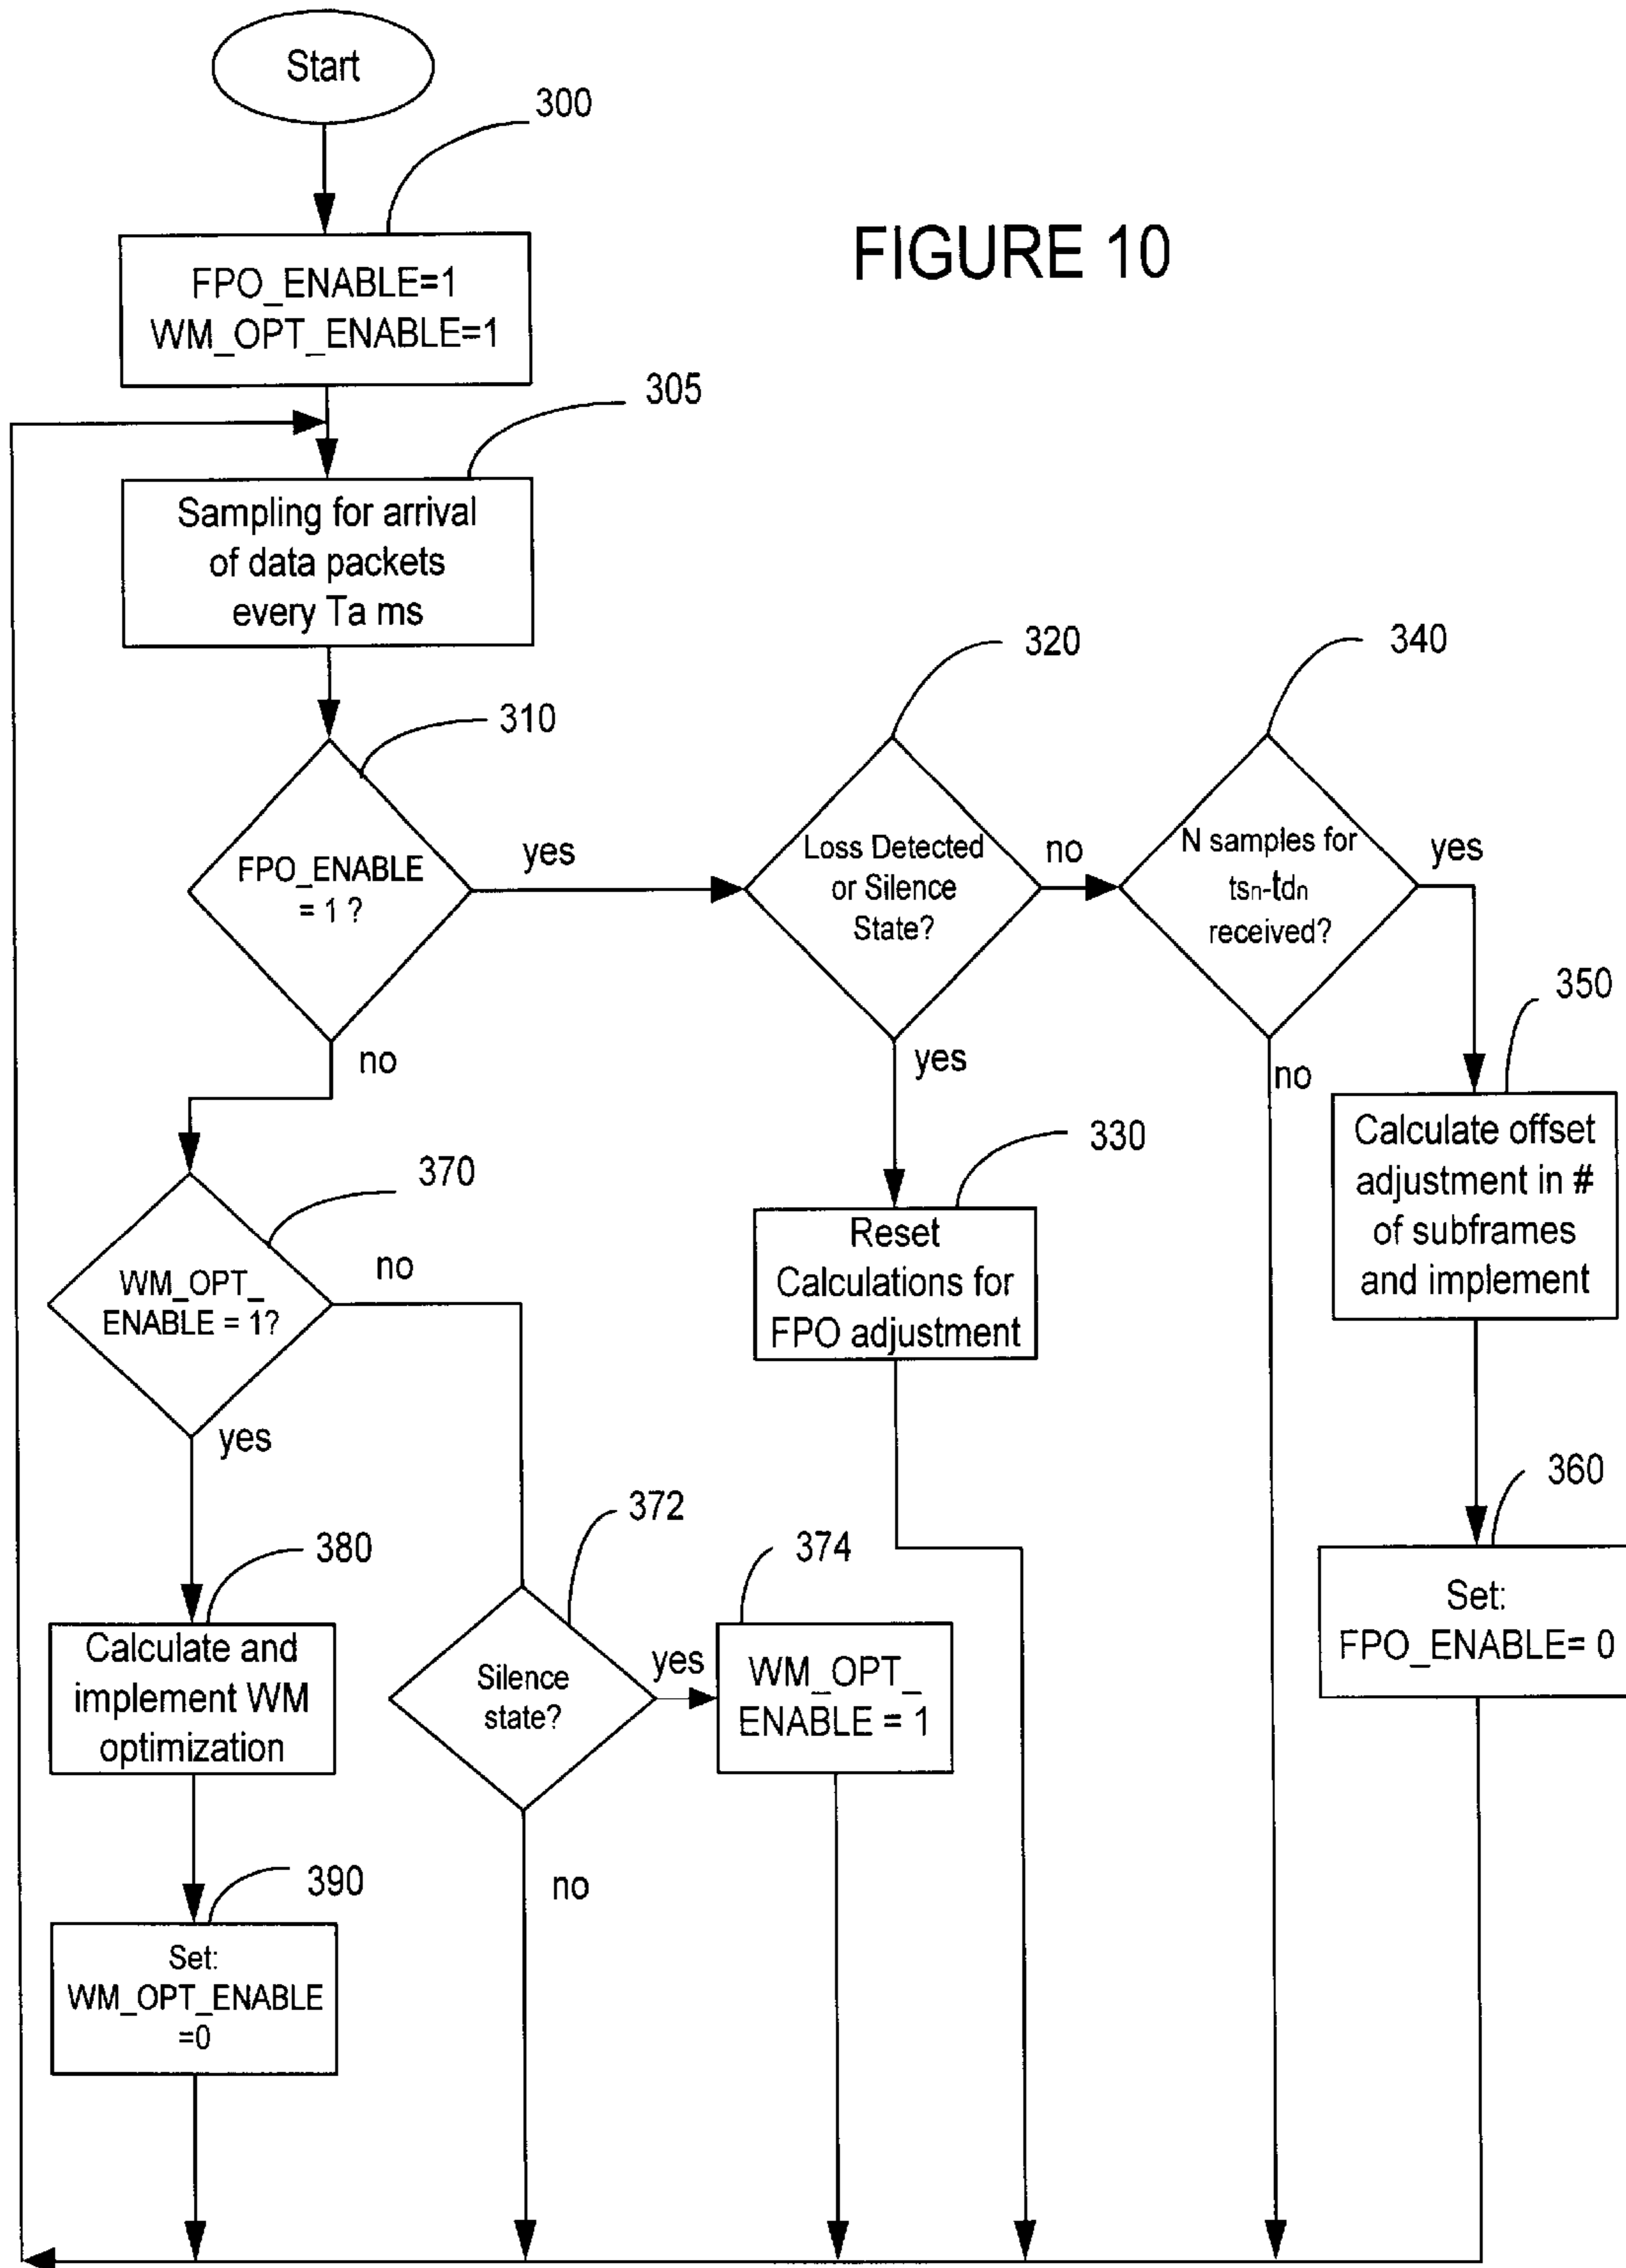 Start
300
FPO_ENABLE=1
WM_OPT_ENABLE=1
FIGURE 10
305
Sampling for arrival
of data packets
every Ta ms
310
FPO_ENABLE
= 1 ?
yes
no
320
Loss Detected
or Silence
State?
no
yes
340
N samples for
tsn-tdn
received?
yes
no
350
Calculate offset
adjustment in #
of subframes
and implement
330
Reset
Calculations for
FPO adjustment
360
Set:
FPO_ENABLE= 0
370
WM_OPT_
ENABLE = 1?
no
yes
372
Silence
state?
yes
no
374
WM_OPT_
ENABLE = 1
380
Calculate and
implement WM
optimization
390
Set:
WM_OPT_ENABLE
=0